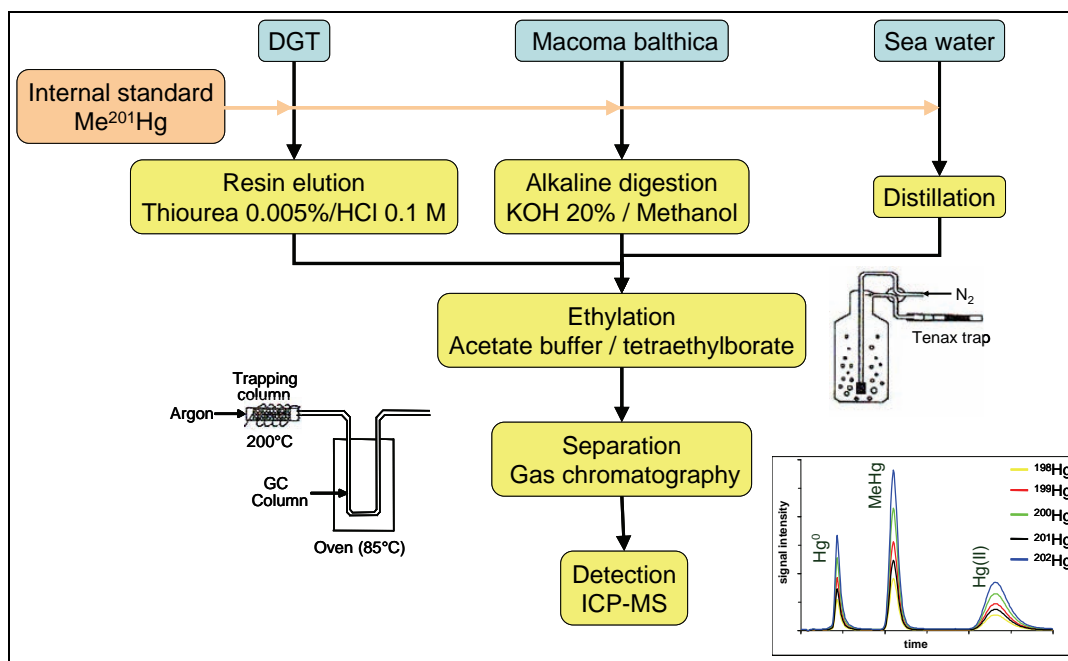 DGT
Macoma balthica
Sea water
Internal standard
Me²⁰¹Hg
Resin elution
Thiourea 0.005%/HCl 0.1 M
Alkaline digestion
KOH 20% / Methanol
Distillation
Ethylation
Acetate buffer / tetraethylborate
N₂
Tenax trap
Trapping
column
Argon
200°C
GC
Column
Oven (85°C)
Separation
Gas chromatography
Detection
ICP-MS
signal intensity
Hg⁰
MeHg
Hg(II)
¹⁹⁸Hg
¹⁹⁹Hg
²⁰⁰Hg
²⁰¹Hg
²⁰²Hg
time